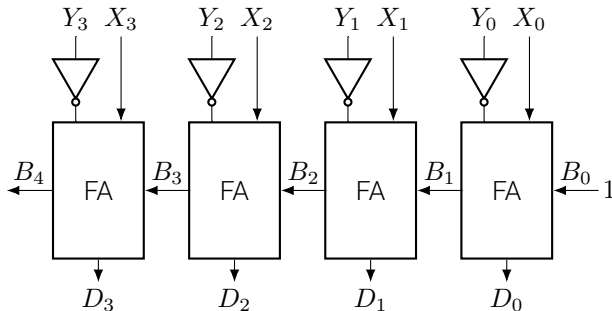 Y₃ X₃ Y₂ X₂ Y₁ X₁ Y₀ X₀
B₄ FA B₃ FA B₂ FA B₁ FA B₀ 1
D₃ D₂ D₁ D₀